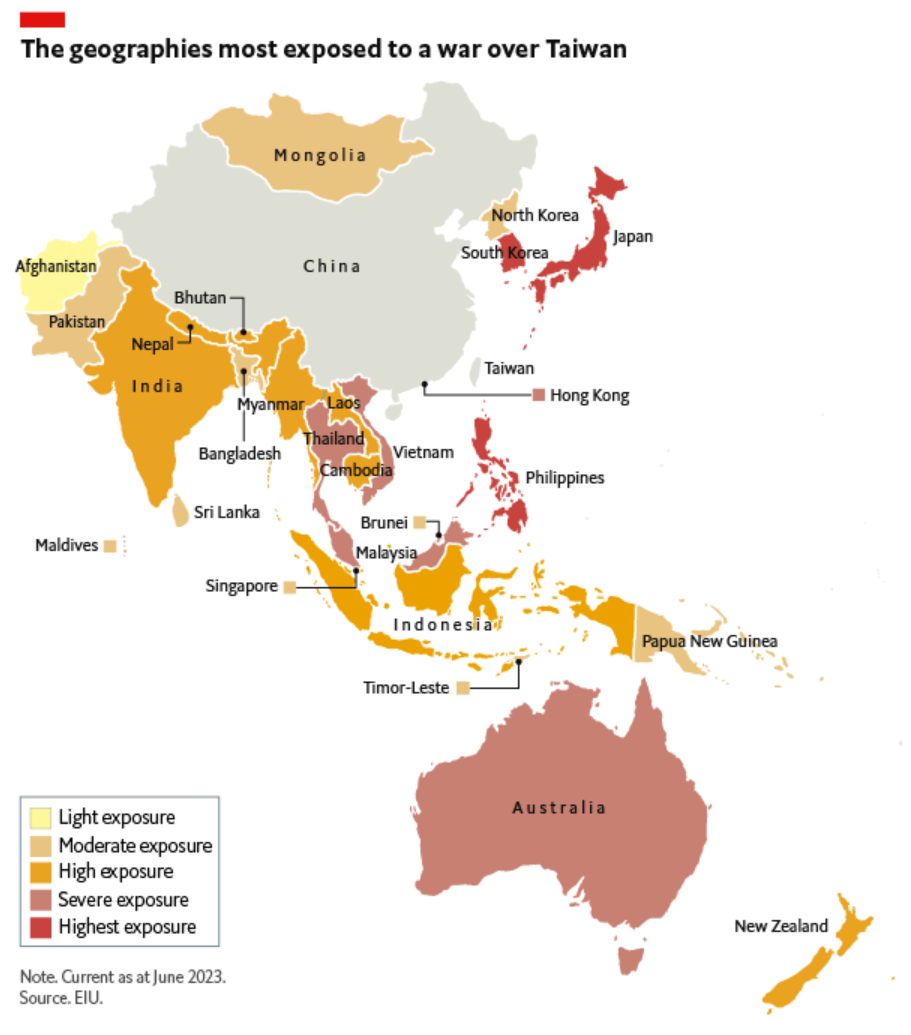 The geographies most exposed to a war over Taiwan
Mongolia
North Korea
Japan
South Korea
Afghanistan
China
Bhutan
Pakistan
Nepal
Taiwan
India
Hong Kong
Myanmar
Laos
Thailand
Vietnam
Bangladesh
Cambodia
Philippines
Sri Lanka
Brunei
Maldives
Malaysia
Singapore
Indonesia
Papua New Guinea
Timor-Leste
Australia
Light exposure
Moderate exposure
High exposure
Severe exposure
Highest exposure
New Zealand
Note. Current as at June 2023.
Source. EIU.